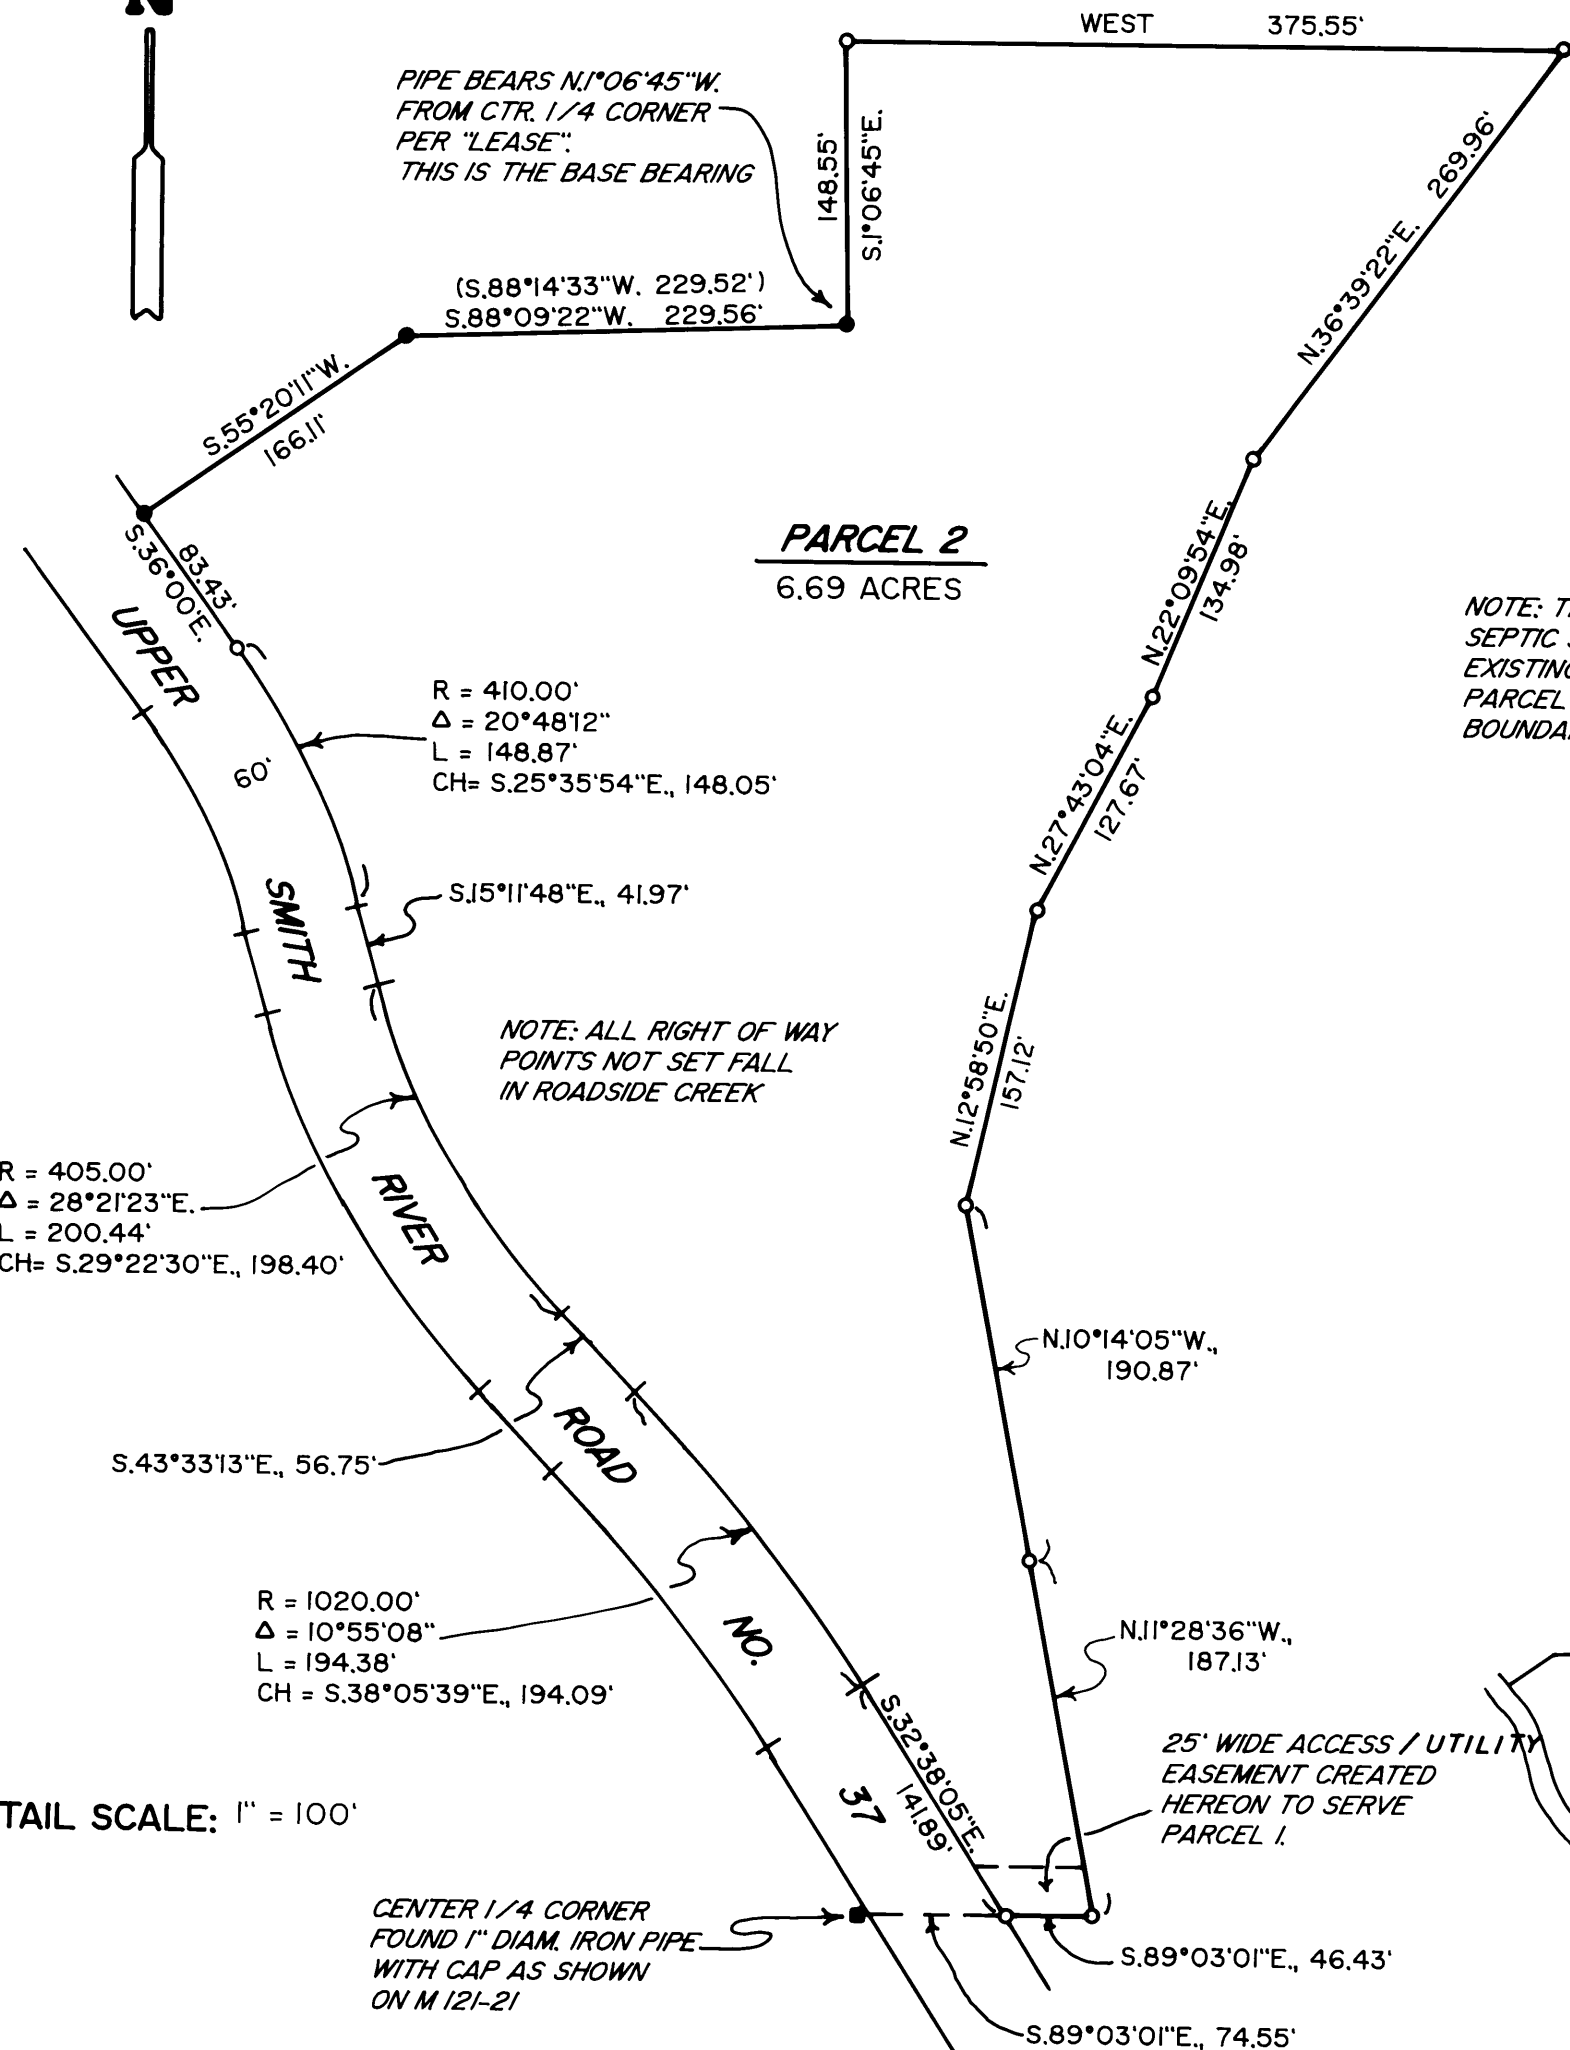 N
WEST 375.55'
PIPE BEARS N.1°06'45"W.
FROM CTR. 1/4 CORNER
PER "LEASE".
THIS IS THE BASE BEARING
148.55'
S.1°06'45"E.
N.36°39'22"E. 269.96'
(S.88°14'33"W. 229.52')
S.88°09'22"W. 229.56'
S.55°20'11"W.
166.11'
83.43'
S.36°00'E.
PARCEL 2
6.69 ACRES
N.22°09'54"E.
134.98'
NOTE:
SEPTIC
EXISTING
PARCEL
UPPER
60'
R = 410.00'
Δ = 20°48'12"
L = 148.87'
CH= S.25°35'54"E., 148.05'
N.27°43'04"E.
127.67'
SMITH
S.15°11'48"E., 41.97'
NOTE: ALL RIGHT OF WAY
POINTS NOT SET FALL
IN ROADSIDE CREEK
N.12°58'50"E.
157.12'
R = 405.00'
Δ = 28°21'23"E.
L = 200.44'
CH= S.29°22'30"E., 198.40'
RIVER
N.10°14'05"W.,
190.87'
ROAD
S.43°33'13"E., 56.75'
R = 1020.00'
Δ = 10°55'08"
L = 194.38'
CH = S.38°05'39"E., 194.09'
NO.
N.11°28'36"W.,
187.13'
S.32°38'05"E.
141.89'
25' WIDE ACCESS / UTILITY
EASEMENT CREATED
HEREON TO SERVE
PARCEL 1.
37
TAIL SCALE: 1" = 100'
CENTER 1/4 CORNER
FOUND 1" DIAM. IRON PIPE
WITH CAP AS SHOWN
ON M 121-21
S.89°03'01"E., 46.43'
S.89°03'01"E., 74.55'